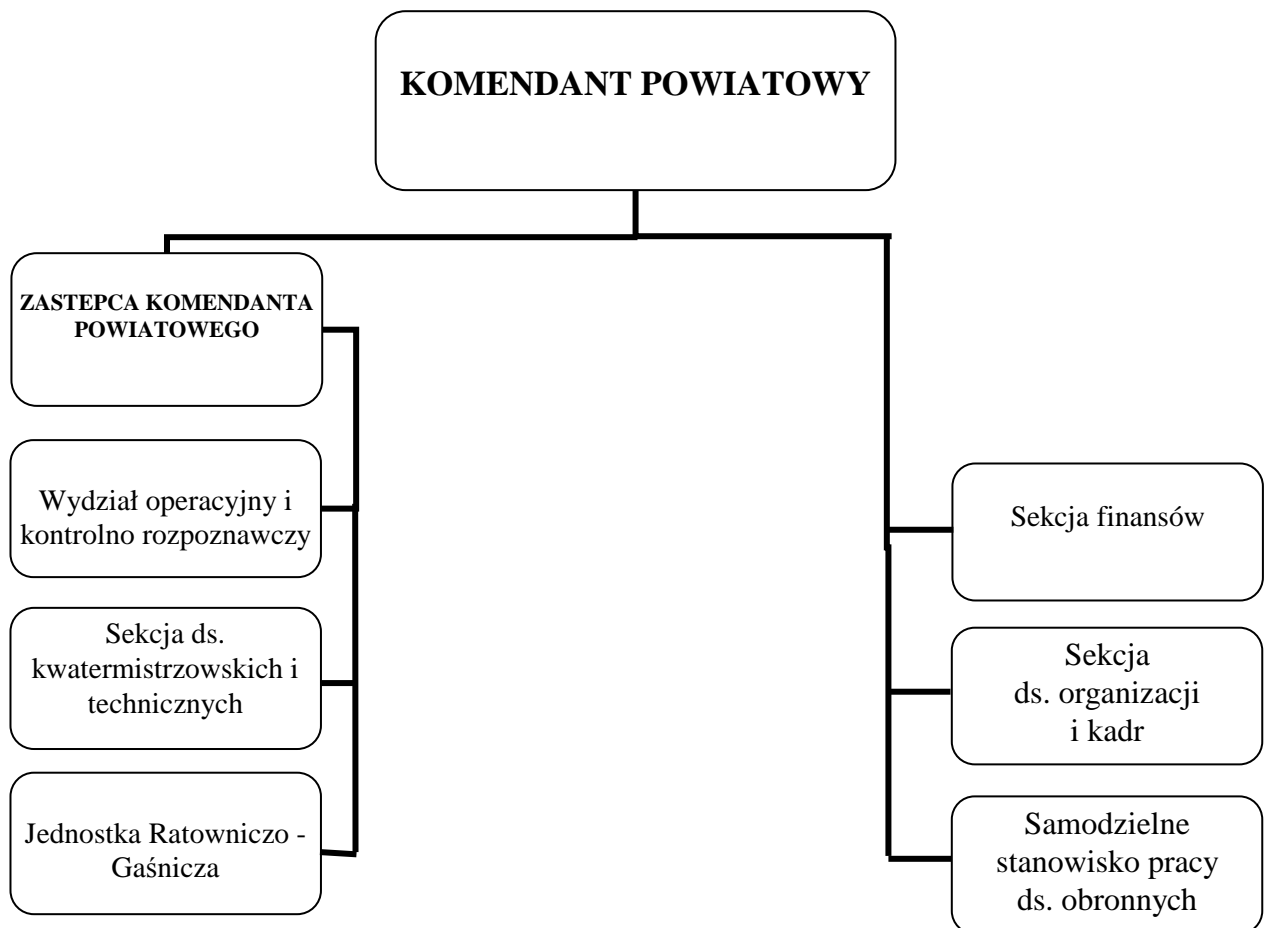 KOMENDANT POWIATOWY
ZASTEPCA KOMENDANTA
POWIATOWEGO
Wydział operacyjny i
kontrolno rozpoznawczy
Sekcja ds.
kwatermistrzowskich i
technicznych
Jednostka Ratowniczo -
Gaśnicza
Sekcja finansów
Sekcja
ds. organizacji
i kadr
Samodzielne
stanowisko pracy
ds. obronnych